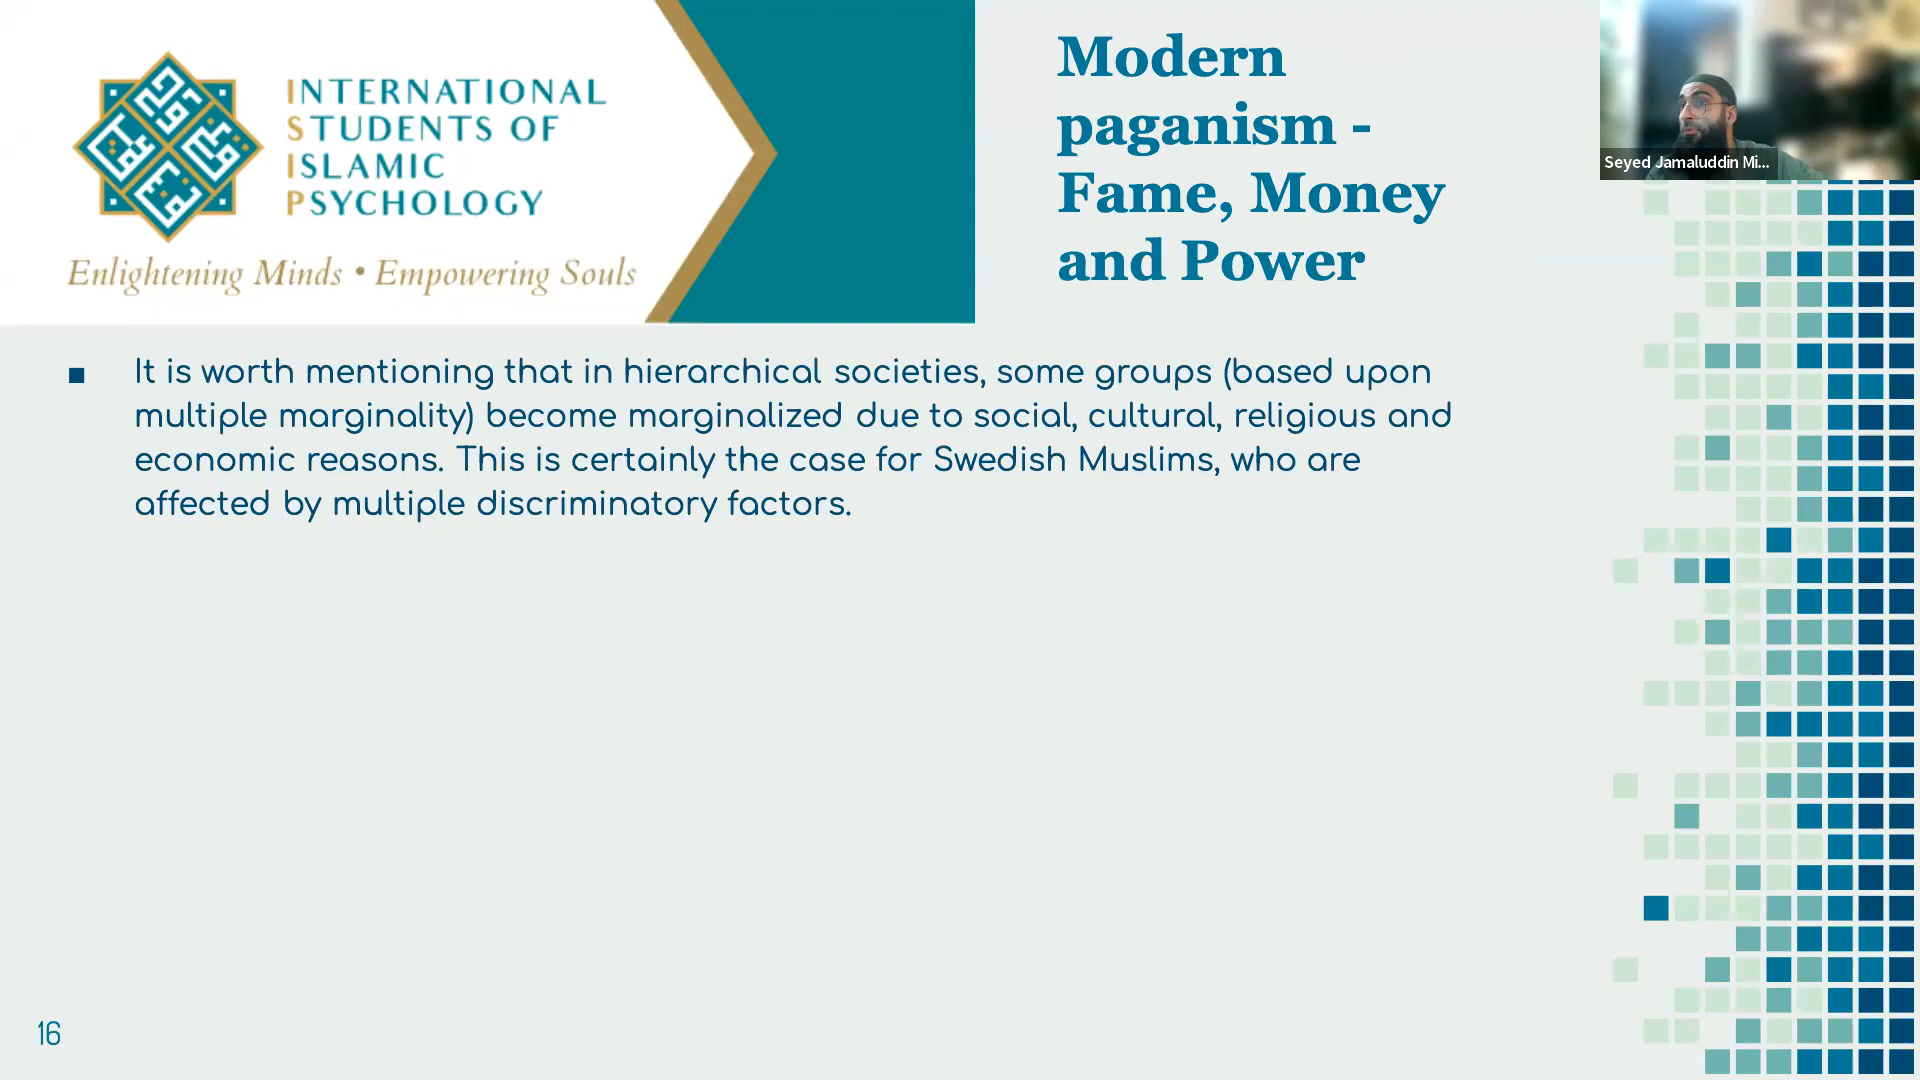 INTERNATIONAL
STUDENTS OF
ISLAMIC
PSYCHOLOGY
Enlightening Minds • Empowering Souls
Modern
paganism -
Fame, Money
and Power
Seyed Jamaluddin Mi...
■ It is worth mentioning that in hierarchical societies, some groups (based upon
multiple marginality) become marginalized due to social, cultural, religious and
economic reasons. This is certainly the case for Swedish Muslims, who are
affected by multiple discriminatory factors.
16